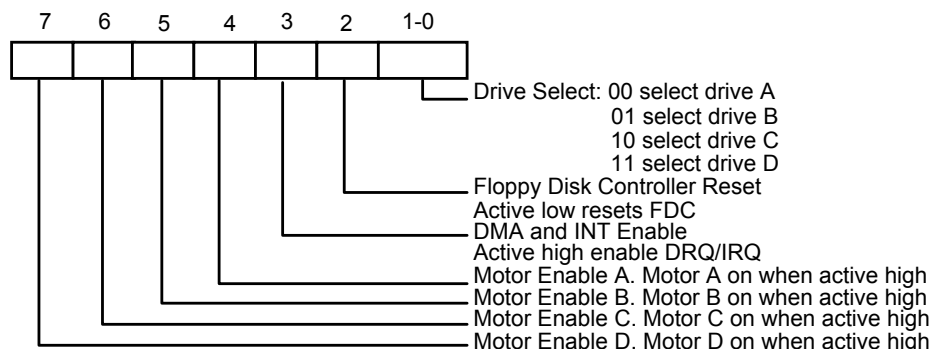 7 6 5 4 3 2 1-0
Drive Select: 00 select drive A
01 select drive B
10 select drive C
11 select drive D
Floppy Disk Controller Reset
Active low resets FDC
DMA and INT Enable
Active high enable DRQ/IRQ
Motor Enable A. Motor A on when active high
Motor Enable B. Motor B on when active high
Motor Enable C. Motor C on when active high
Motor Enable D. Motor D on when active high